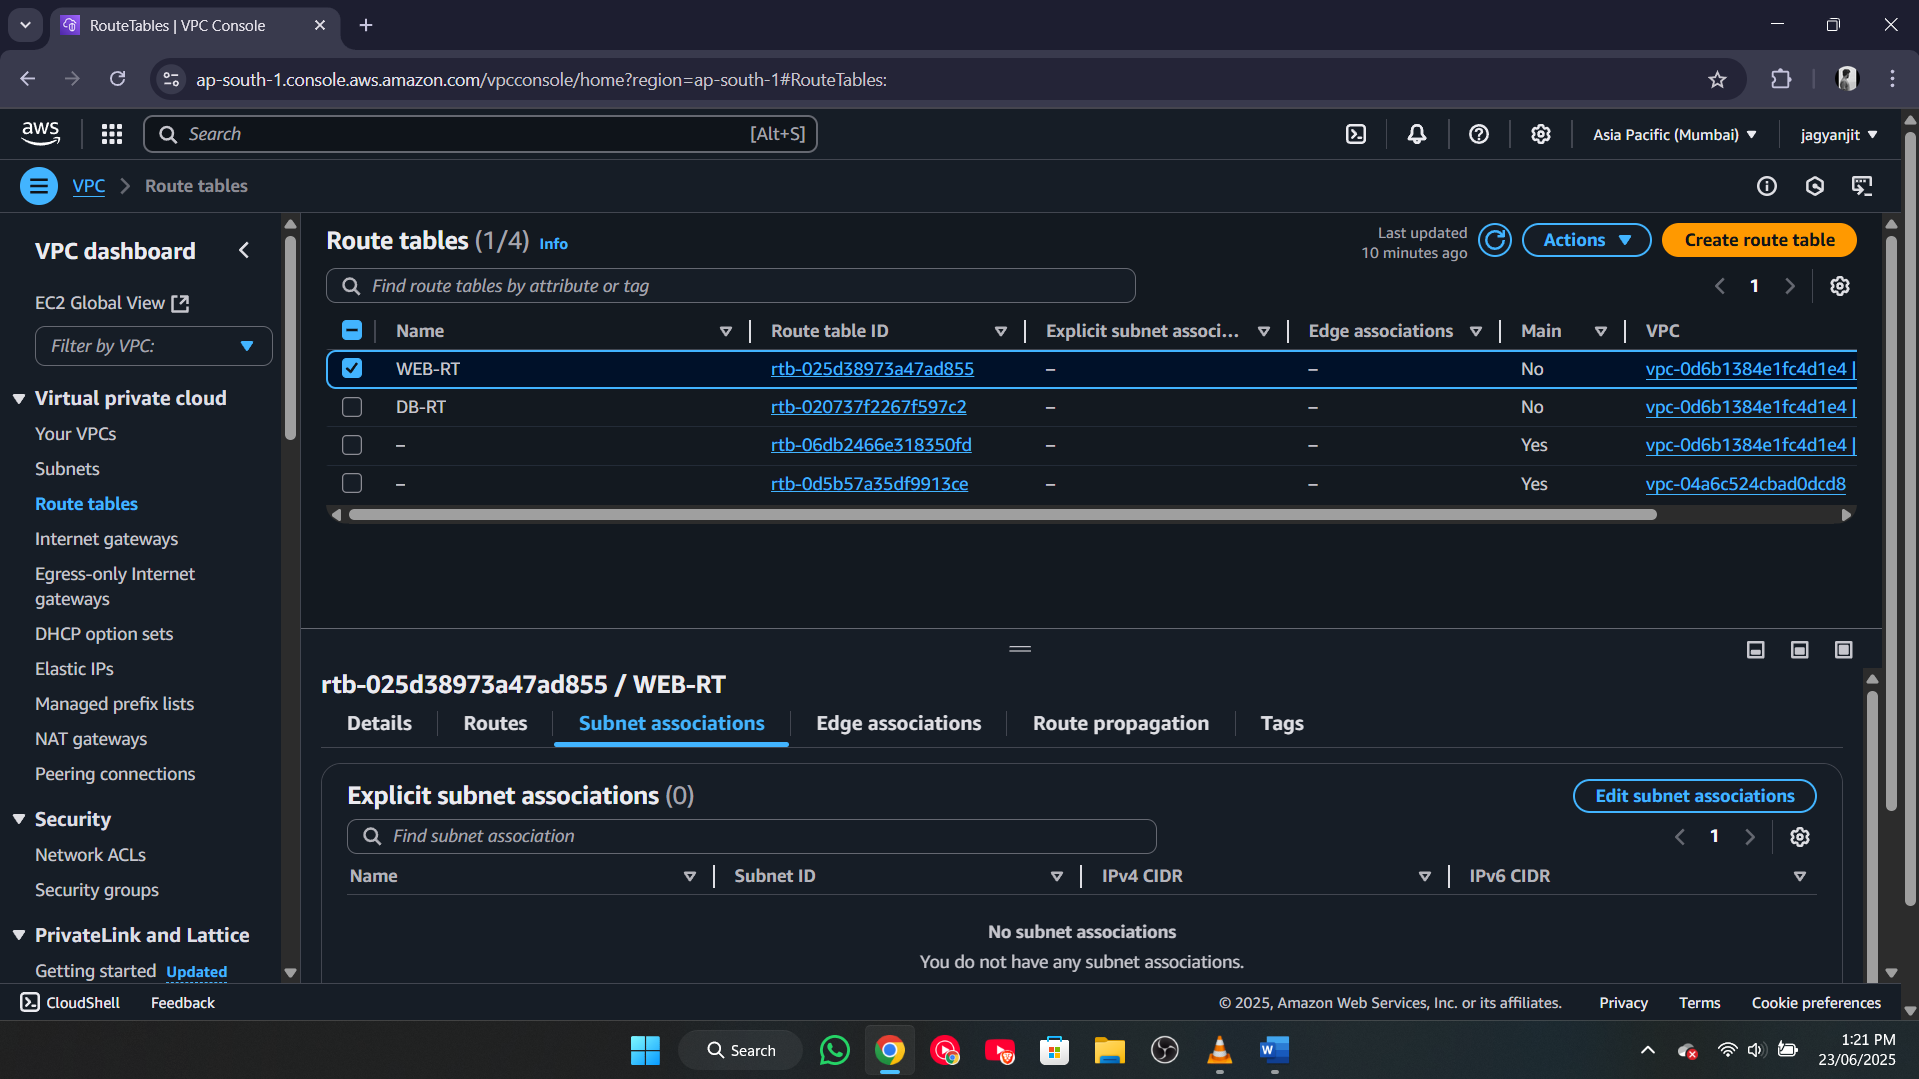 RouteTables | VPC Console
ap-south-1.console.aws.amazon.com/vpcconsole/home?region=ap-south-1#RouteTables:
aws
Search
[Alt+S]
Asia Pacific (Mumbai)
jagyanjit
VPC
Route tables
VPC dashboard
EC2 Global View
Filter by VPC:
Virtual private cloud
Your VPCs
Subnets
Route tables
Internet gateways
Egress-only Internet
gateways
DHCP option sets
Elastic IPs
Managed prefix lists
NAT gateways
Peering connections
Security
Network ACLs
Security groups
PrivateLink and Lattice
Getting started Updated
Route tables (1/4) Info
Last updated
10 minutes ago
Actions
Create route table
Find route tables by attribute or tag
1
Name Route table ID Explicit subnet associ... Edge associations Main VPC
WEB-RT rtb-025d38973a47ad855 – – No vpc-0d6b1384e1fc4d1e4 |
DB-RT rtb-020737f2267f597c2 – – No vpc-0d6b1384e1fc4d1e4 |
– rtb-06db2466e318350fd – – Yes vpc-0d6b1384e1fc4d1e4 |
– rtb-0d5b57a35df9913ce – – Yes vpc-04a6c524cbad0dcd8
rtb-025d38973a47ad855 / WEB-RT
Details Routes Subnet associations Edge associations Route propagation Tags
Explicit subnet associations (0)
Edit subnet associations
Find subnet association
1
Name Subnet ID IPv4 CIDR IPv6 CIDR
No subnet associations
You do not have any subnet associations.
CloudShell Feedback
© 2025, Amazon Web Services, Inc. or its affiliates. Privacy Terms Cookie preferences
Search
1:21 PM
23/06/2025